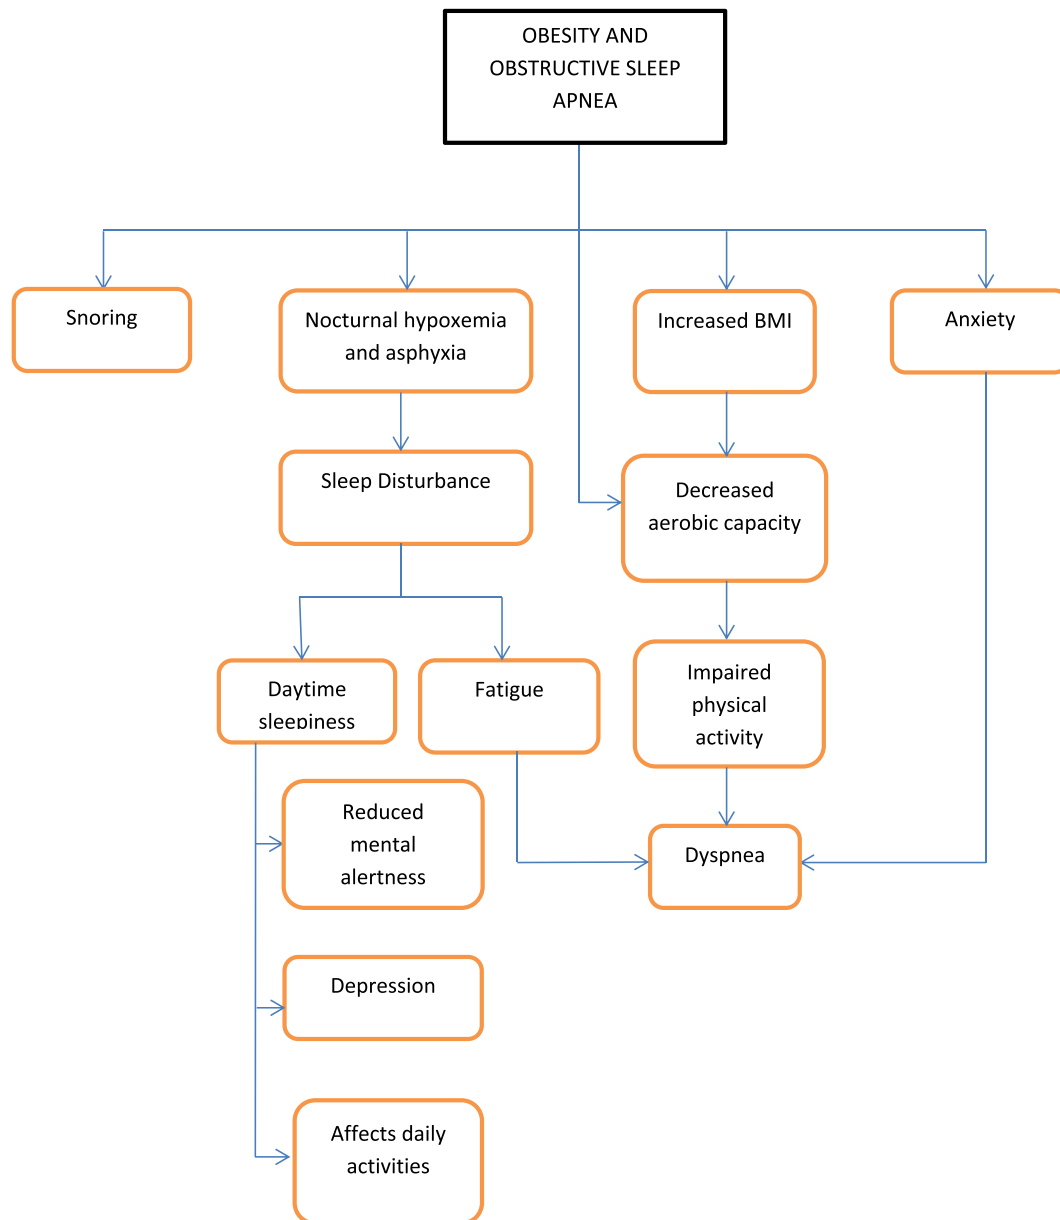 OBESITY AND
OBSTRUCTIVE SLEEP
APNEA
Snoring
Nocturnal hypoxemia
and asphyxia
Increased BMI
Anxiety
Sleep Disturbance
Decreased
aerobic capacity
Daytime
sleepiness
Fatigue
Impaired
physical
activity
Reduced
mental
alertness
Dyspnea
Depression
Affects daily
activities